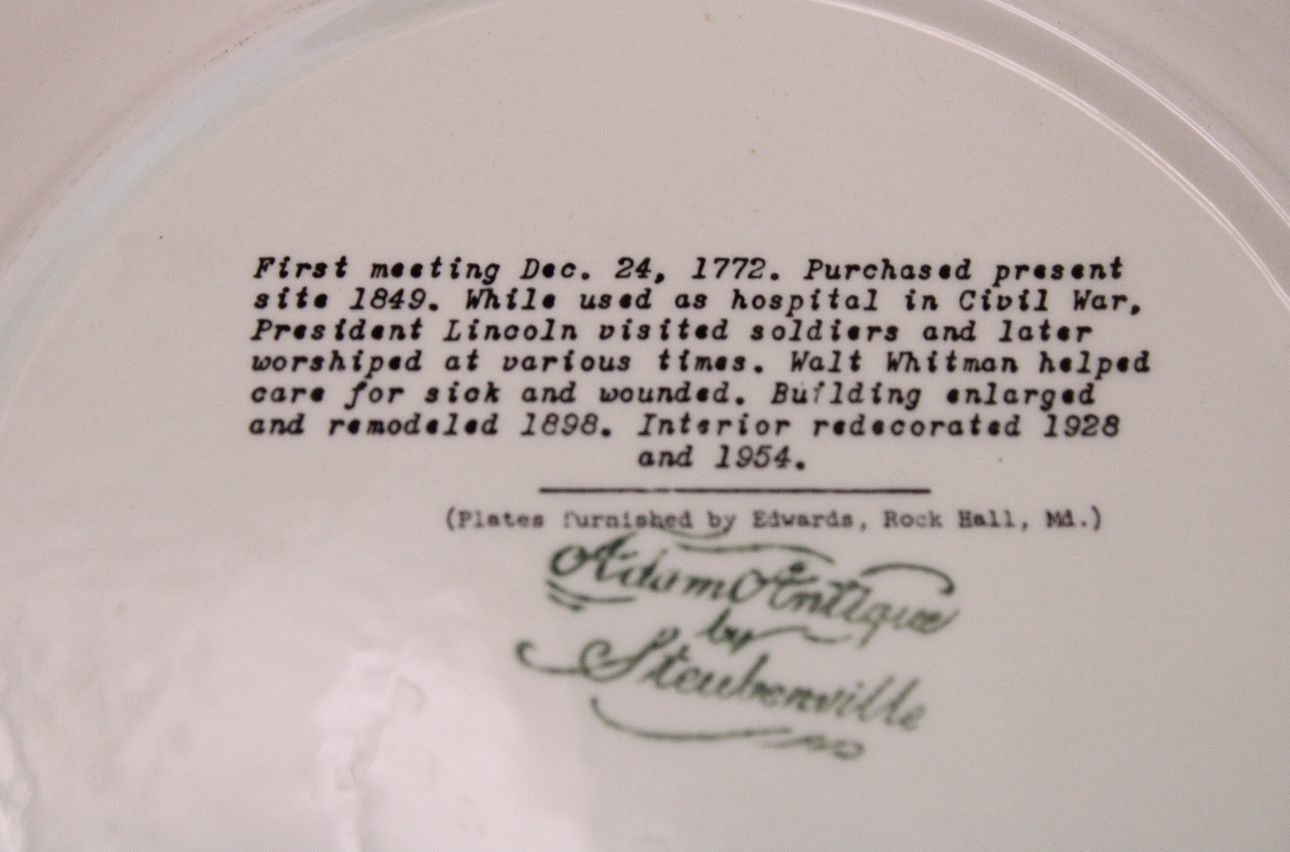 First meeting Dec. 24, 1772. Purchased present
site 1849. While used as hospital in Civil War,
President Lincoln visited soldiers and later
worshiped at various times. Walt Whitman helped
care for sick and wounded. Building enlarged
and remodeled 1898. Interior redecorated 1928
and 1954.
(Plates furnished by Edwards, Rock Hall, Md.)
Adam Antique
by
Steubenville